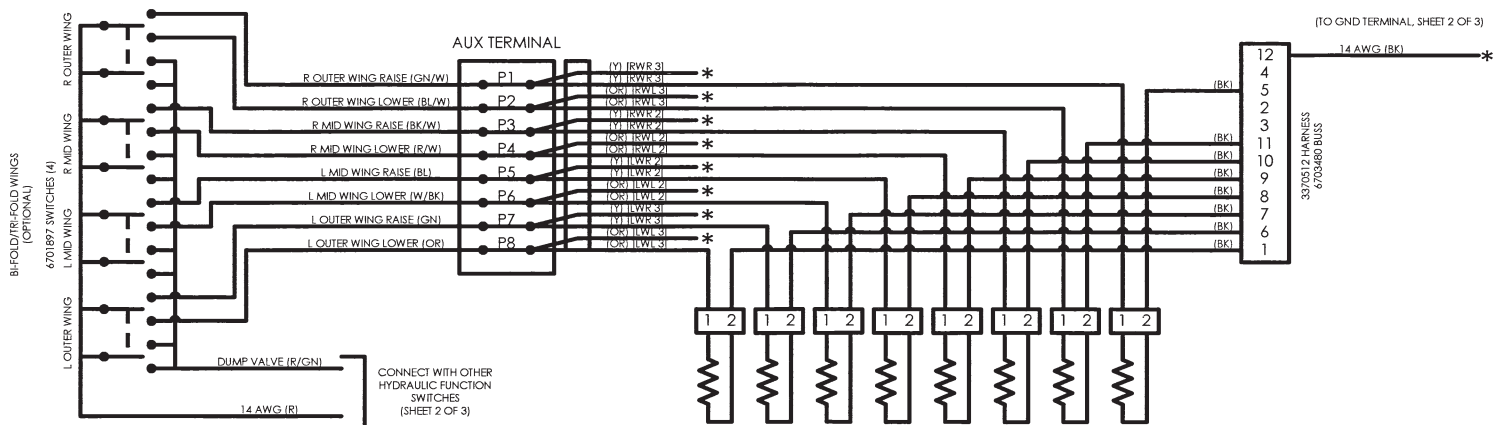 (TO GND TERMINAL, SHEET 2 OF 3)
14 AWG (BK)
*
BI-FOLD/TRI-FOLD WINGS
(OPTIONAL)
6701897 SWITCHES (4)
R OUTER WING
R MID WING
L MID WING
L OUTER WING
AUX TERMINAL
R OUTER WING RAISE (GN/W)
P1
(Y) [RWR 3]
*
(Y) [RWR 3]
R OUTER WING LOWER (BL/W)
P2
(OR) [RWL 3]
*
(OR) [RWL 3]
R MID WING RAISE (BK/W)
P3
(Y) [RWR 2]
*
(Y) [RWR 2]
R MID WING LOWER (R/W)
P4
(OR) [RWL 2]
*
(OR) [RWL 2]
L MID WING RAISE (BL)
P5
(Y) [LWR 2]
*
(Y) [LWR 2]
L MID WING LOWER (W/BK)
P6
(OR) [LWL 2]
*
(OR) [LWL 2]
L OUTER WING RAISE (GN)
P7
(Y) [LWR 3]
*
(Y) [LWR 3]
L OUTER WING LOWER (OR)
P8
(OR) [LWL 3]
*
(OR) [LWL 3]
12
4
(BK) 5
2
3
(BK) 11
(BK) 10
(BK) 9
(BK) 8
(BK) 7
(BK) 6
(BK) 1
3370512 HARNESS
6703480 BUSS
1 2 1 2 1 2 1 2 1 2 1 2 1 2 1 2
DUMP VALVE (R/GN)
14 AWG (R)
CONNECT WITH OTHER
HYDRAULIC FUNCTION
SWITCHES
(SHEET 2 OF 3)